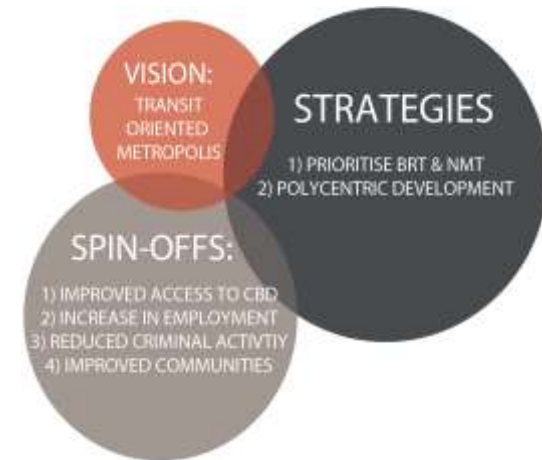 VISION:
TRANSIT
ORIENTED
METROPOLIS
STRATEGIES
1) PRIORITISE BRT & NMT
2) POLYCENTRIC DEVELOPMENT
SPIN-OFFS:
1) IMPROVED ACCESS TO CBD
2) INCREASE IN EMPLOYMENT
3) REDUCED CRIMINAL ACTIVTIY
4) IMPROVED COMMUNITIES